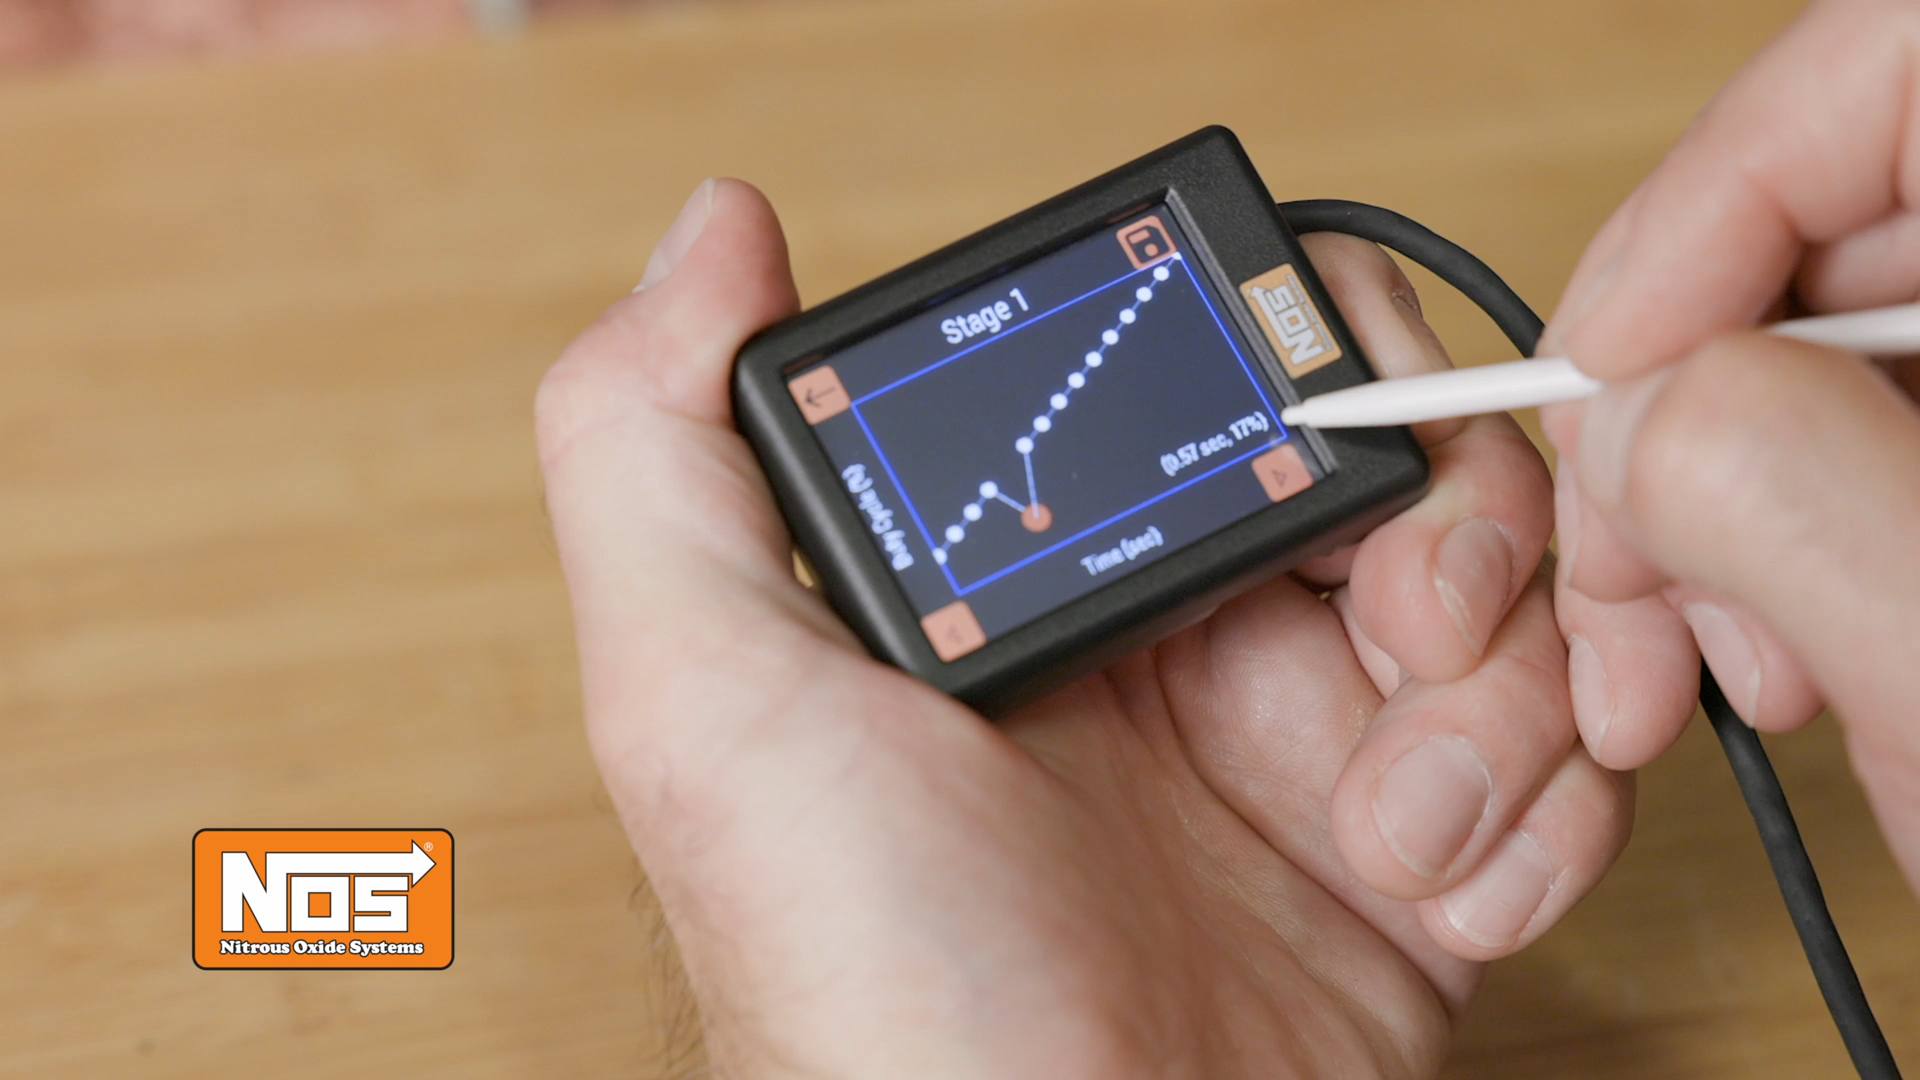 Stage 1
Duty Cycle (%)
(0.57 sec, 17%)
Time (sec)
NOS
NOS®
Nitrous Oxide Systems